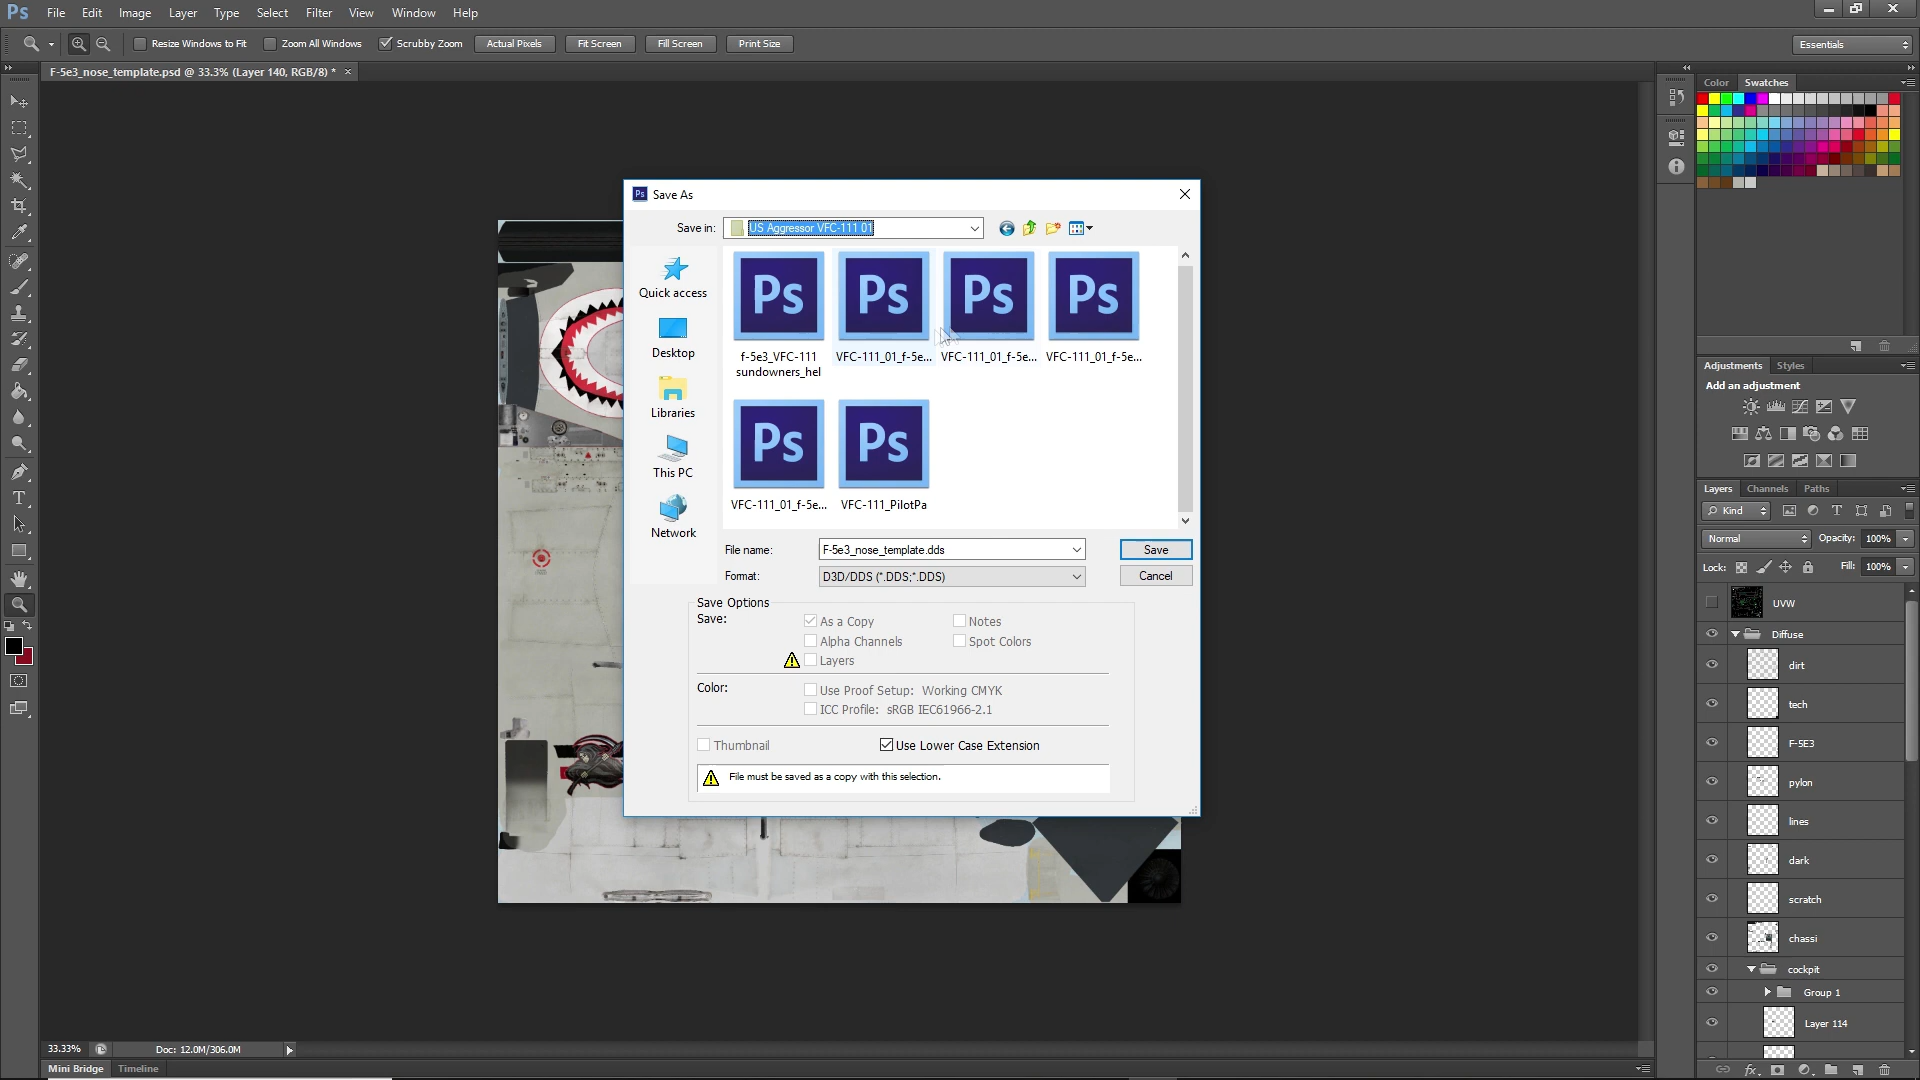 Ps File Edit Image Layer Type Select Filter View Window Help
Resize Windows to Fit Zoom All Windows Scrubby Zoom Actual Pixels Fit Screen Fill Screen Print Size Essentials
F-5e3_nose_template.psd @ 33.3% (Layer 140, RGB/8) * ×
Color Swatches
Ps Save As
Save in: US Aggressor VFC-111 01
Quick access
Desktop
Libraries
This PC
Network
Ps Ps Ps Ps
f-5e3_VFC-111 sundowners_hel
VFC-111_01_f-5e...
VFC-111_01_f-5e...
VFC-111_01_f-5e...
Ps Ps
VFC-111_01_f-5e...
VFC-111_PilotPa
File name: F-5e3_nose_template.dds Save
Format: D3D/DDS (*.DDS;*.DDS) Cancel
Save Options
Save:
As a Copy Notes
Alpha Channels Spot Colors
Layers
Color:
Use Proof Setup: Working CMYK
ICC Profile: sRGB IEC61966-2.1
Thumbnail Use Lower Case Extension
File must be saved as a copy with this selection.
Adjustments Styles
Add an adjustment
Layers Channels Paths
Kind
Normal Opacity: 100%
Lock: Fill: 100%
UVW
Diffuse
dirt
tech
F-5E3
pylon
lines
dark
scratch
chassi
cockpit
Group 1
Layer 114
33.33% Doc: 12.0M/306.0M
Mini Bridge Timeline